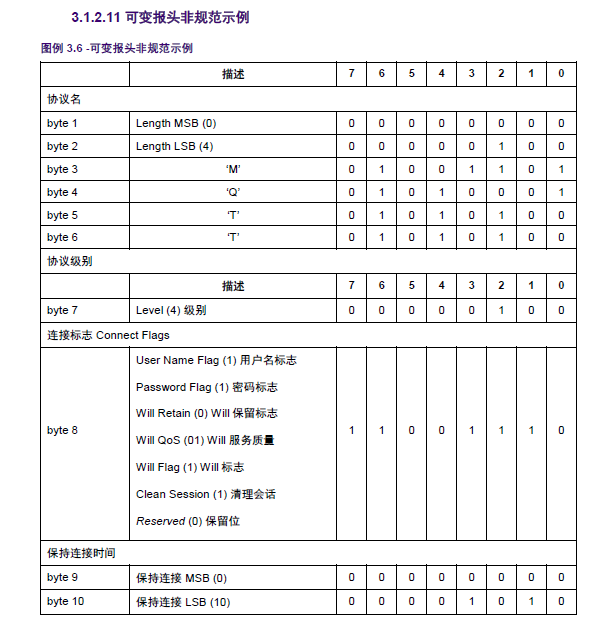 3.1.2.11 可变报头非规范示例
图例 3.6 -可变报头非规范示例
描述 7 6 5 4 3 2 1 0
协议名
byte 1 Length MSB (0) 0 0 0 0 0 0 0 0
byte 2 Length LSB (4) 0 0 0 0 0 1 0 0
byte 3 ‘M’ 0 1 0 0 1 1 0 1
byte 4 ‘Q’ 0 1 0 1 0 0 0 1
byte 5 ‘T’ 0 1 0 1 0 1 0 0
byte 6 ‘T’ 0 1 0 1 0 1 0 0
协议级别
描述 7 6 5 4 3 2 1 0
byte 7 Level (4) 级别 0 0 0 0 0 1 0 0
连接标志 Connect Flags
User Name Flag (1) 用户名标志
Password Flag (1) 密码标志
Will Retain (0) Will 保留标志
byte 8 Will QoS (01) Will 服务质量 1 1 0 0 1 1 1 0
Will Flag (1) Will 标志
Clean Session (1) 清理会话
Reserved (0) 保留位
保持连接时间
byte 9 保持连接 MSB (0) 0 0 0 0 0 0 0 0
byte 10 保持连接 LSB (10) 0 0 0 0 1 0 1 0